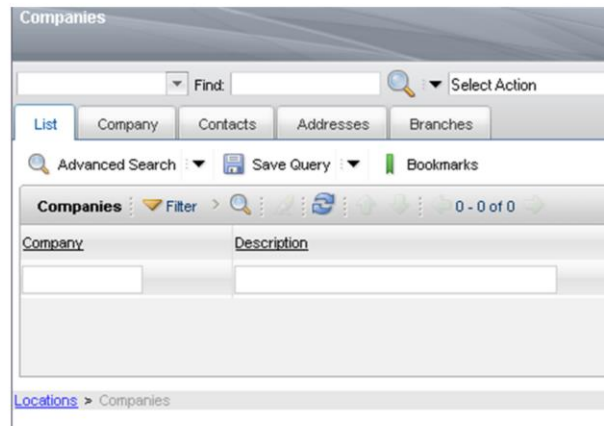 Companies
Find: Select Action
List Company Contacts Addresses Branches
Advanced Search Save Query Bookmarks
Companies Filter > 0 - 0 of 0
Company Description
Locations > Companies